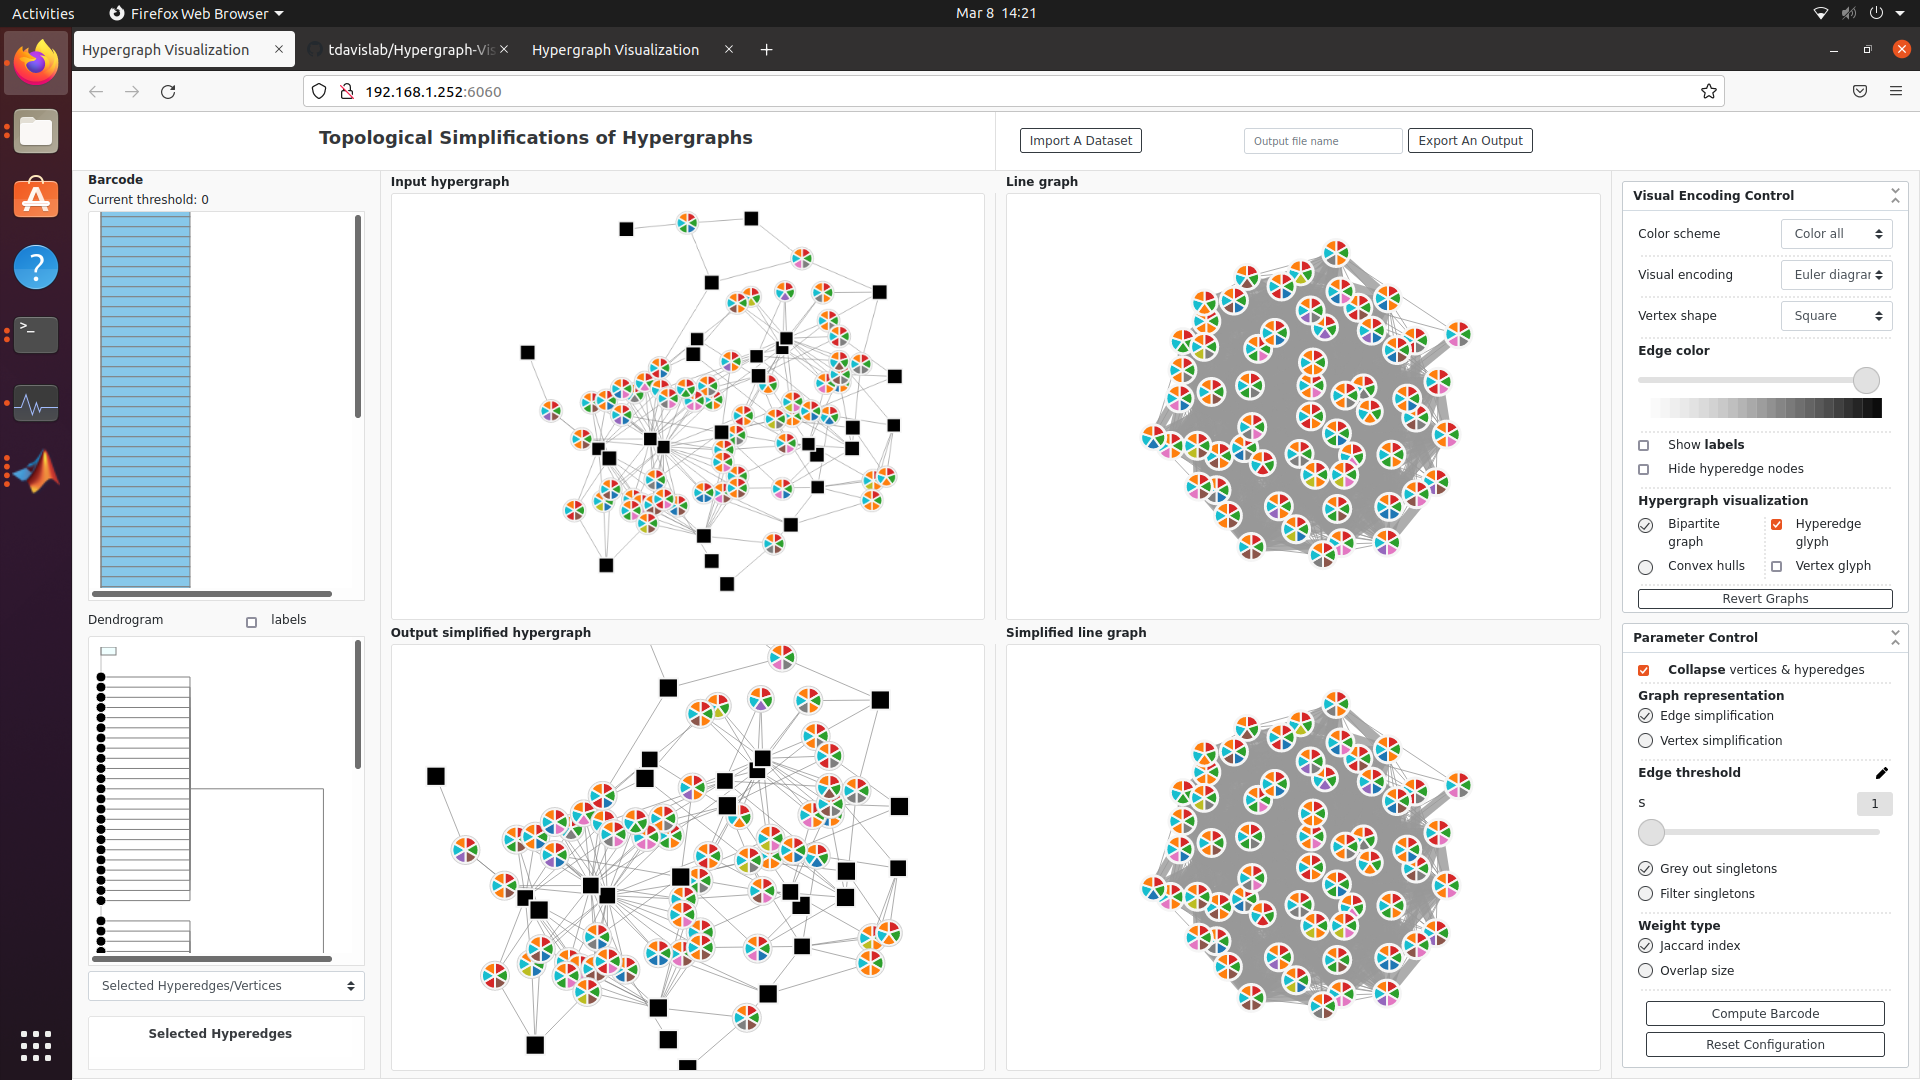 Activities
Firefox Web Browser
Mar 8 14:21
Hypergraph Visualization
tdavislab/Hypergraph-Vis
Hypergraph Visualization
192.168.1.252:6060
Topological Simplifications of Hypergraphs
Import A Dataset
Output file name
Export An Output
Barcode
Current threshold: 0
Dendrogram
labels
Selected Hyperedges/Vertices
Selected Hyperedges
Input hypergraph
Line graph
Output simplified hypergraph
Simplified line graph
Visual Encoding Control
Color scheme
Color all
Visual encoding
Euler diagrar
Vertex shape
Square
Edge color
Show labels
Hide hyperedge nodes
Hypergraph visualization
Bipartite graph
Hyperedge glyph
Convex hulls
Vertex glyph
Revert Graphs
Parameter Control
Collapse vertices & hyperedges
Graph representation
Edge simplification
Vertex simplification
Edge threshold
s
1
Grey out singletons
Filter singletons
Weight type
Jaccard index
Overlap size
Compute Barcode
Reset Configuration